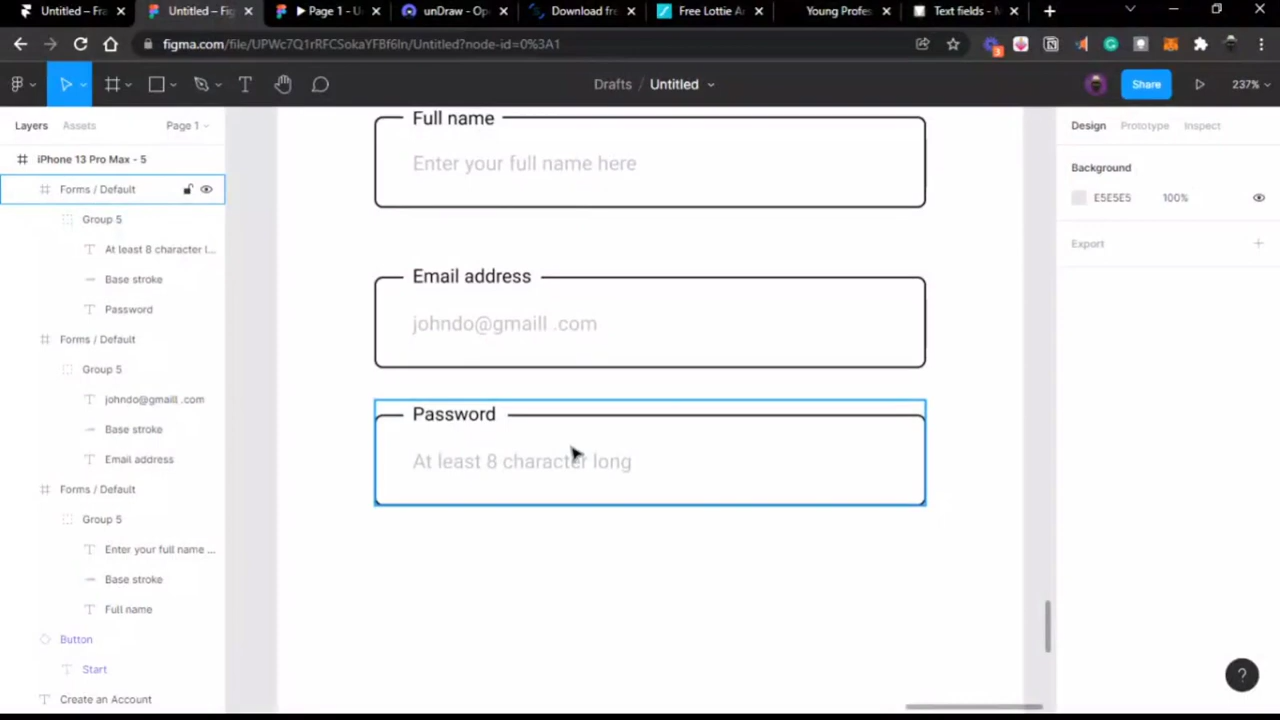 Untitled – Fra
Untitled – Fig
Page 1 – U
unDraw - Op
Download fre
Free Lottie A
Young Profes
Text fields - M
figma.com/file/UPWc7Q1rRFCSokaYFBf6ln/Untitled?node-id=0%3A1
3
Drafts / Untitled
Share
237%
Layers
Assets
Page 1
Design
Prototype
Inspect
iPhone 13 Pro Max - 5
Forms / Default
Group 5
At least 8 character l...
Base stroke
Password
Forms / Default
Group 5
johndo@gmaill .com
Base stroke
Email address
Forms / Default
Group 5
Enter your full name ...
Base stroke
Full name
Button
Start
Create an Account
Full name
Enter your full name here
Email address
johndo@gmaill .com
Password
At least 8 character long
Background
E5E5E5
100%
Export
?